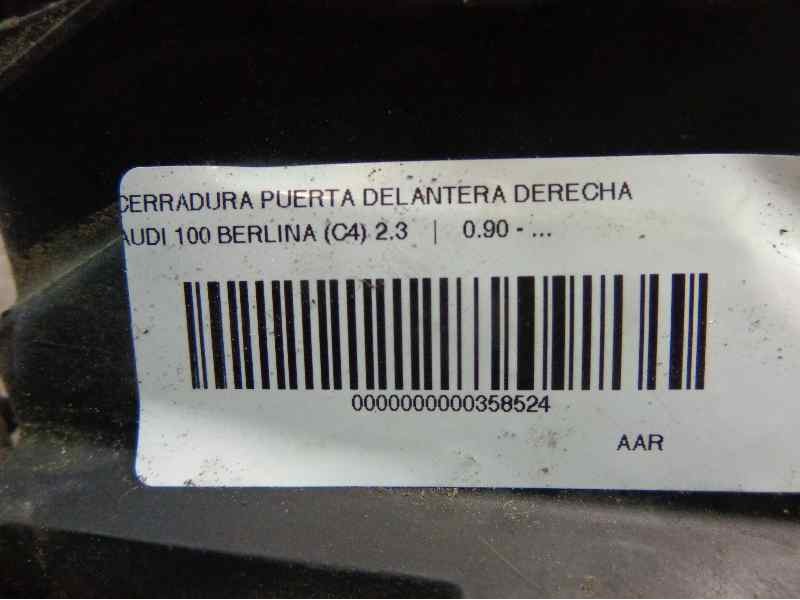 CERRADURA PUERTA DELANTERA DERECHA
AUDI 100 BERLINA (C4) 2.3 | 0.90 - ...
0000000000358524
AAR